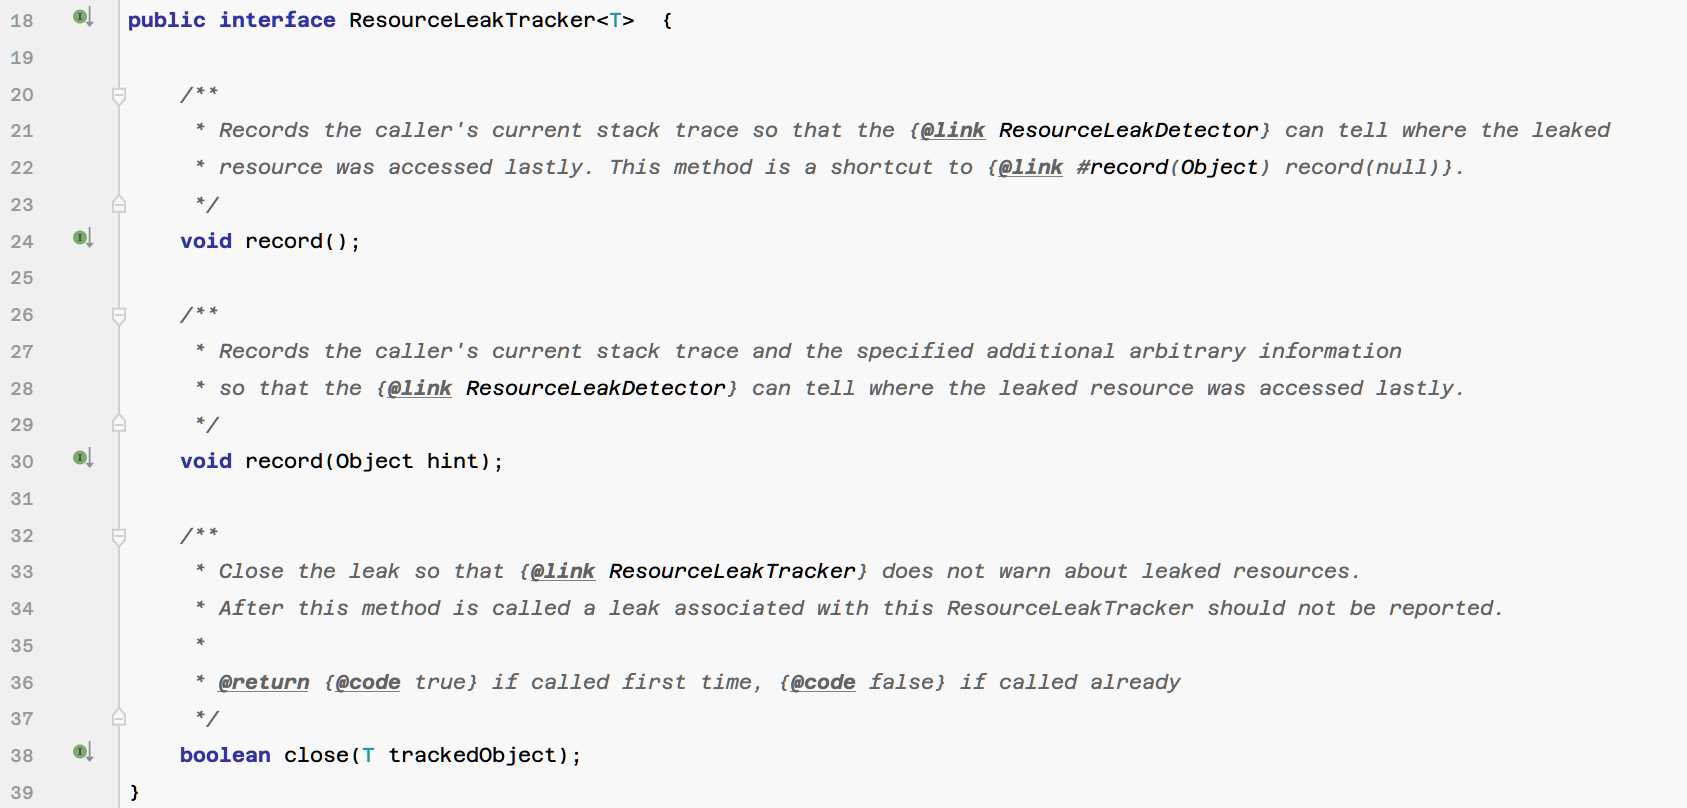 18 public interface ResourceLeakTracker<T>  {
19
20 /**
21 * Records the caller's current stack trace so that the {@link ResourceLeakDetector} can tell where the leaked
22 * resource was accessed lastly. This method is a shortcut to {@link #record(Object) record(null)}.
23 */
24 void record();
25
26 /**
27 * Records the caller's current stack trace and the specified additional arbitrary information
28 * so that the {@link ResourceLeakDetector} can tell where the leaked resource was accessed lastly.
29 */
30 void record(Object hint);
31
32 /**
33 * Close the leak so that {@link ResourceLeakTracker} does not warn about leaked resources.
34 * After this method is called a leak associated with this ResourceLeakTracker should not be reported.
35 *
36 * @return {@code true} if called first time, {@code false} if called already
37 */
38 boolean close(T trackedObject);
39 }